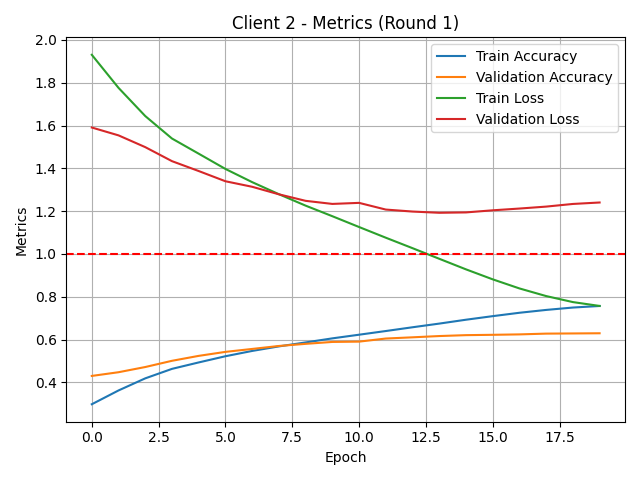 Client 2 - Metrics (Round 1)
Train Accuracy
Validation Accuracy
Train Loss
Validation Loss
Metrics
2.0
1.8
1.6
1.4
1.2
1.0
0.8
0.6
0.4
0.0 2.5 5.0 7.5 10.0 12.5 15.0 17.5
Epoch